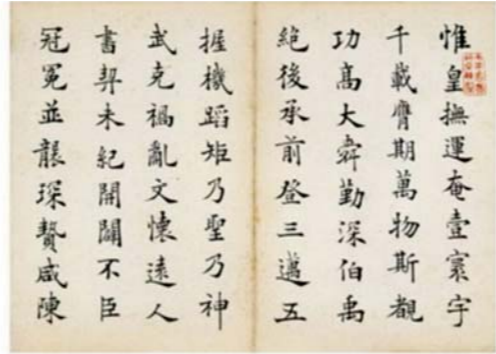 惟皇撫運奄壹寰宇
千載膺期萬物斯覩
功髙大舜勤深伯禹
絶後承前登三邁五
握機蹈矩乃聖乃神
武克禍亂文懷遠人
書契未紀開闢不臣
冠冕並襲琛贄咸陳